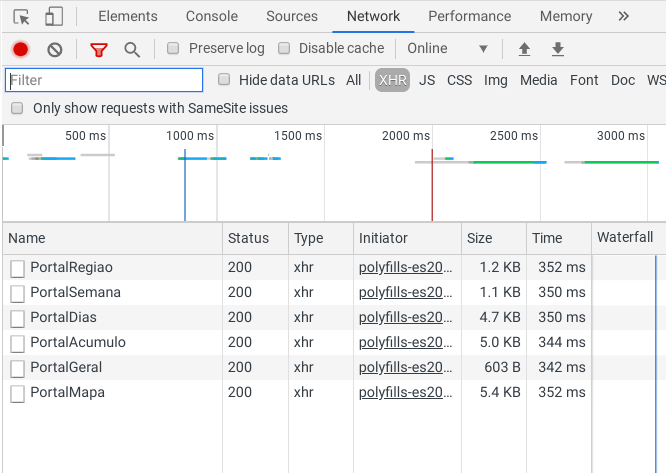 Elements Console Sources Network Performance Memory »
Preserve log Disable cache Online ▼
Filter Hide data URLs All XHR JS CSS Img Media Font Doc WS
Only show requests with SameSite issues
500 ms 1000 ms 1500 ms 2000 ms 2500 ms 3000 ms
Name Status Type Initiator Size Time Waterfall
PortalRegiao 200 xhr polyfills-es20… 1.2 KB 352 ms
PortalSemana 200 xhr polyfills-es20… 1.1 KB 350 ms
PortalDias 200 xhr polyfills-es20… 4.7 KB 350 ms
PortalAcumulo 200 xhr polyfills-es20… 5.0 KB 344 ms
PortalGeral 200 xhr polyfills-es20… 603 B 342 ms
PortalMapa 200 xhr polyfills-es20… 5.4 KB 352 ms